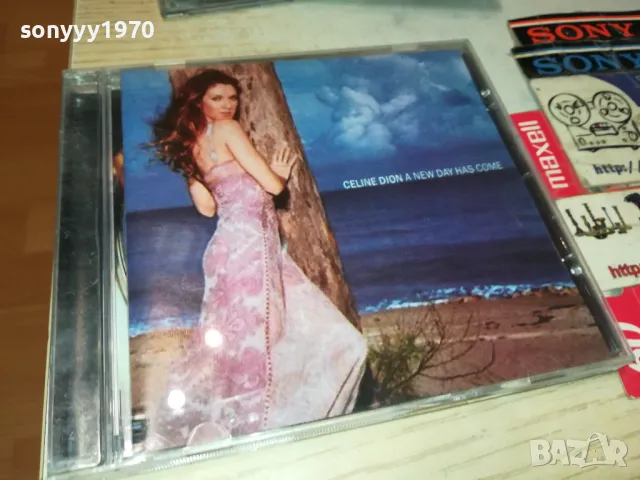 sonyyy1970
SONY
SONY
maxell
http://
http
CELINE DION A NEW DAY HAS COME
BAZAR